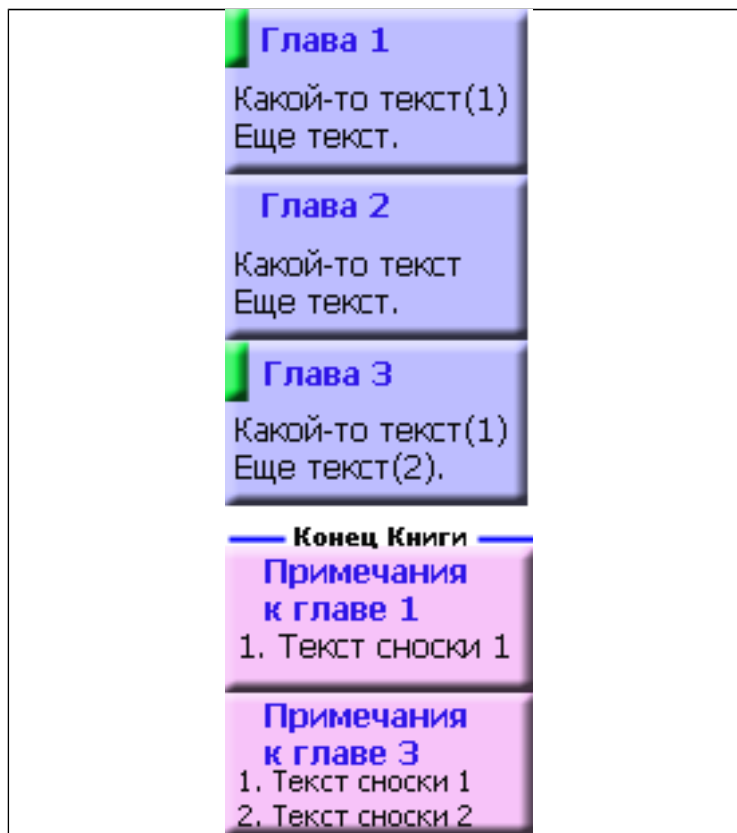 Глава 1
Какой-то текст(1)
Еще текст.
Глава 2
Какой-то текст
Еще текст.
Глава 3
Какой-то текст(1)
Еще текст(2).
Конец Книги
Примечания
к главе 1
1. Текст сноски 1
Примечания
к главе 3
1. Текст сноски 1
2. Текст сноски 2